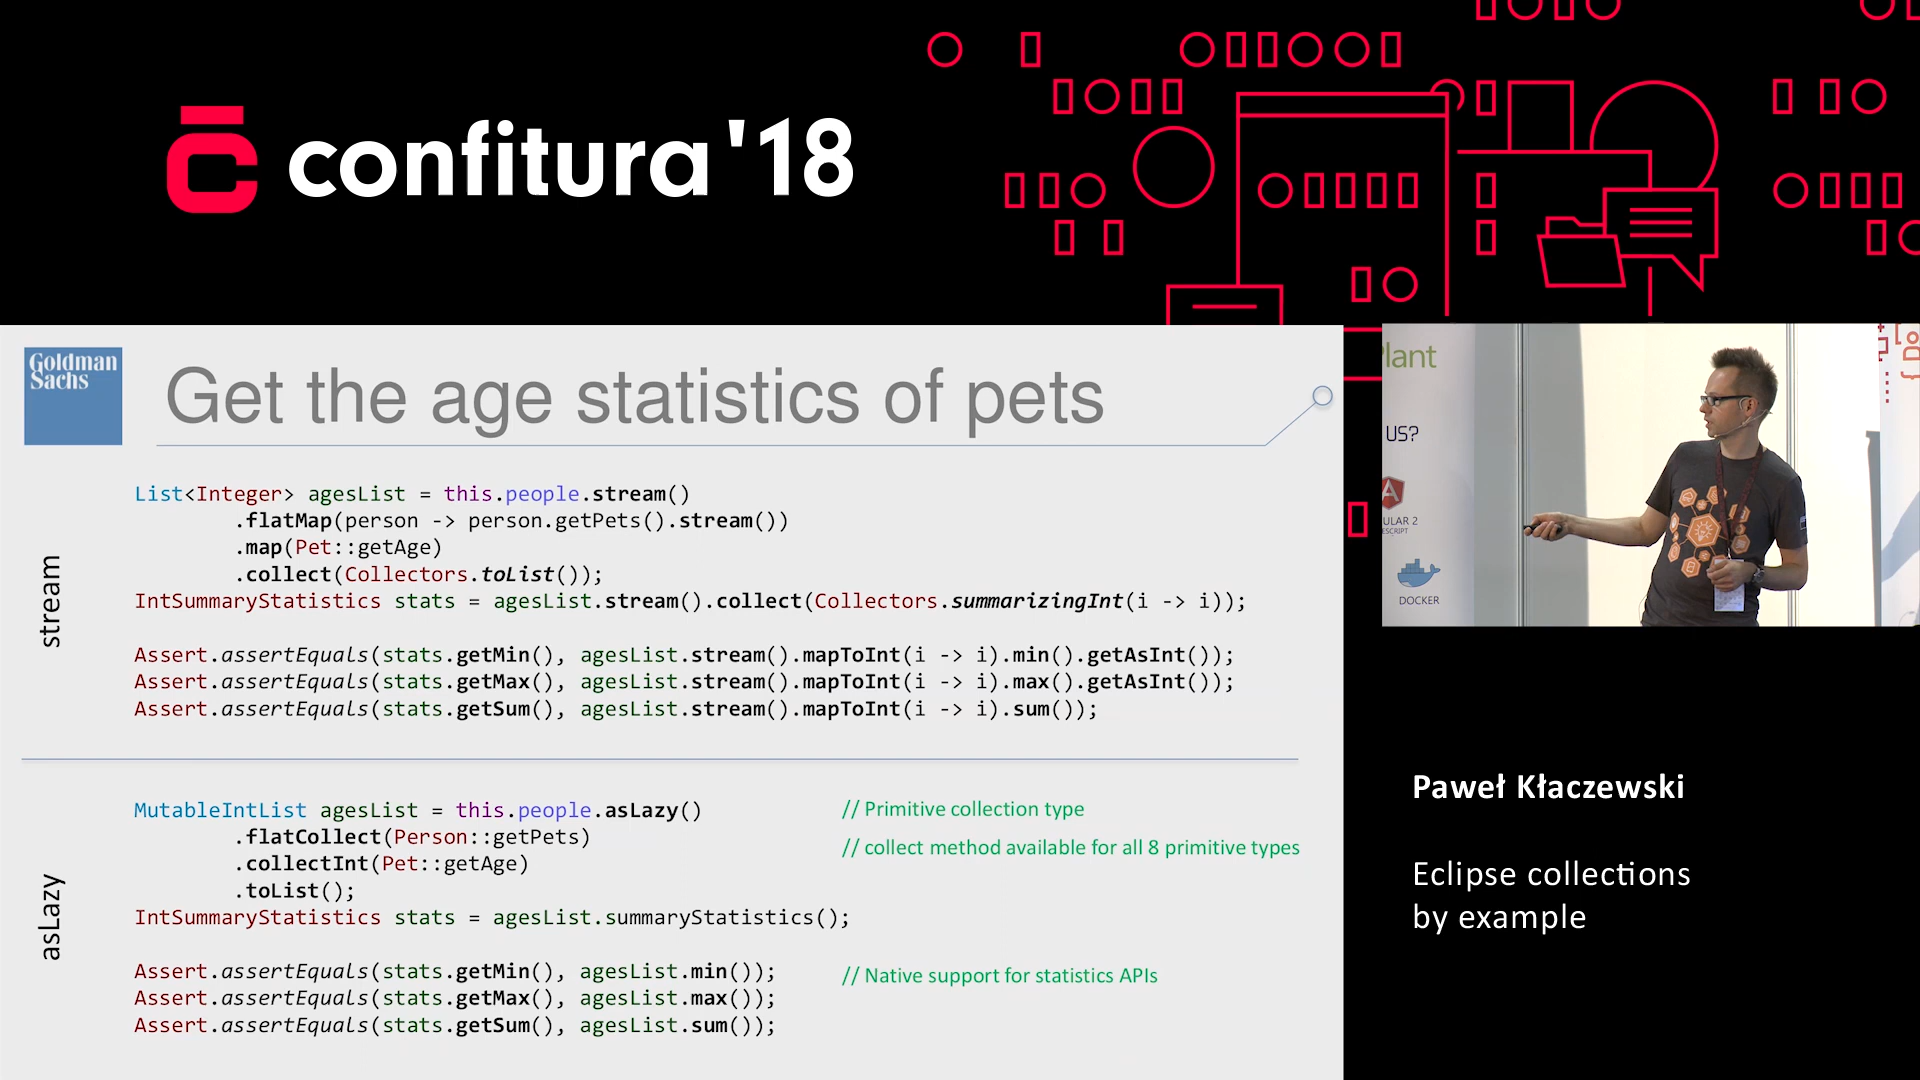 confitura '18
Goldman
Sachs
Get the age statistics of pets
stream
List<Integer> agesList = this.people.stream()
.flatMap(person -> person.getPets().stream())
.map(Pet::getAge)
.collect(Collectors.toList());
IntSummaryStatistics stats = agesList.stream().collect(Collectors.summarizingInt(i -> i));
Assert.assertEquals(stats.getMin(), agesList.stream().mapToInt(i -> i).min().getAsInt());
Assert.assertEquals(stats.getMax(), agesList.stream().mapToInt(i -> i).max().getAsInt());
Assert.assertEquals(stats.getSum(), agesList.stream().mapToInt(i -> i).sum());
asLazy
MutableIntList agesList = this.people.asLazy() // Primitive collection type
.flatCollect(Person::getPets) // collect method available for all 8 primitive types
.collectInt(Pet::getAge)
.toList();
IntSummaryStatistics stats = agesList.summaryStatistics();
Assert.assertEquals(stats.getMin(), agesList.min()); // Native support for statistics APIs
Assert.assertEquals(stats.getMax(), agesList.max());
Assert.assertEquals(stats.getSum(), agesList.sum());
lant
US?
ULAR 2
DOCKER
{ Do
Paweł Kłaczewski
Eclipse collections
by example